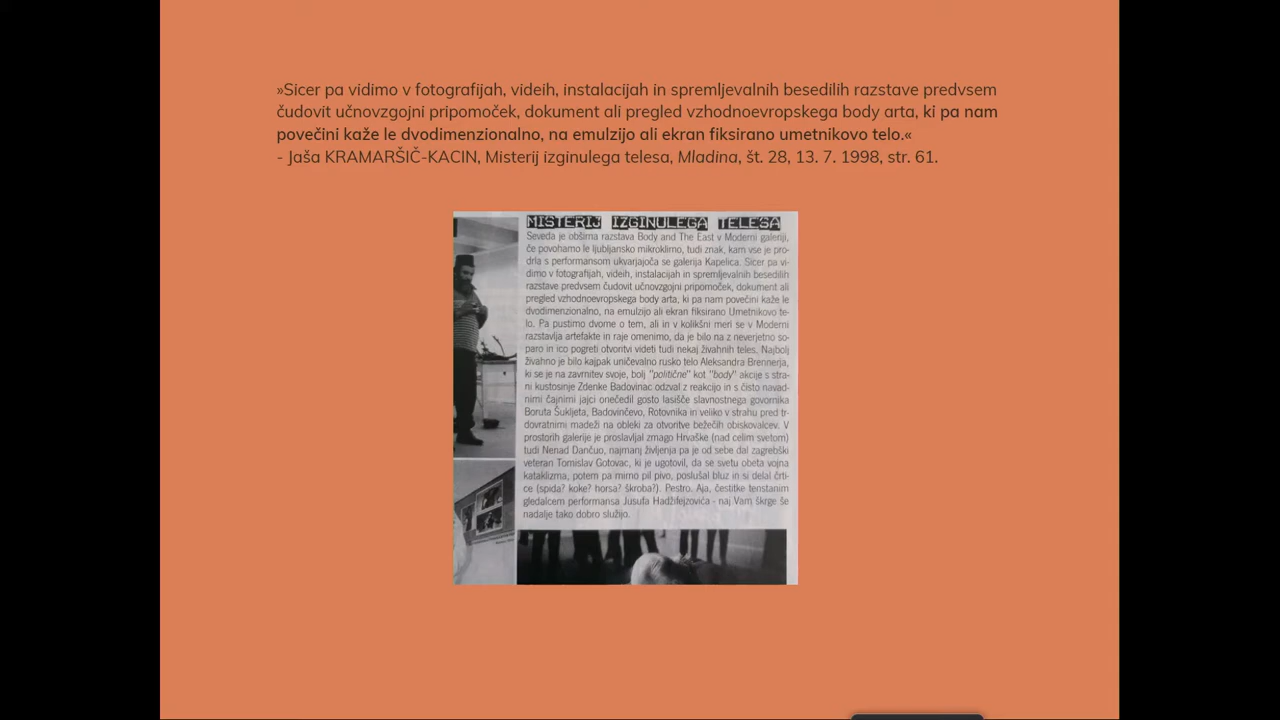 »Sicer pa vidimo v fotografijah, videih, instalacijah in spremljevalnih besedilih razstave predvsem
čudovit učnovzgojni pripomoček, dokument ali pregled vzhodnoevropskega body arta, ki pa nam
povečini kaže le dvodimenzionalno, na emulzijo ali ekran fiksirano umetnikovo telo.«
- Jaša KRAMARŠIČ-KACIN, Misterij izginulega telesa, Mladina, št. 28, 13. 7. 1998, str. 61.
MISTERIJ IZGINULEGA TELESA
Seveda je obširna razstava Body and The East v Moderni galeriji,
če povohamo le ljubljansko mikroklimo, tudi znak, kam vse je pro-
drla s performansom ukvarjajoča se galerija Kapelica. Sicer pa vi-
dimo v fotografijah, videih, instalacijah in spremljevalnih besedilih
razstave predvsem čudovit učnovzgojni pripomoček, dokument ali
pregled vzhodnoevropskega body arta, ki pa nam povečini kaže le
dvodimenzionalno, na emulzijo ali ekran fiksirano Umetnikovo te-
lo. Pa pustimo dvome o tem, ali in v kolikšni meri se v Moderni
razstavlja artefakte in raje omenimo, da je bilo na z neverjetno so-
paro in ico pogreti otvoritvi videti tudi nekaj živahnih teles. Najbolj
živahno je bilo kajpak uničevalno rusko telo Aleksandra Brennerja,
ki se je na zavrnitev svoje, bolj "politične" kot "body" akcije s stra-
ni kustosinje Zdenke Badovinac odzval z reakcijo in s čisto navad-
nimi čajnimi jajci onečedil gosto lasišče slavnostnega govornika
Boruta Šukljeta, Badovinčevo, Rotovnika in veliko v strahu pred tr-
dovratnimi madeži na obleki za otvoritve bežečih obiskovalcev. V
prostorih galerije je proslavljal zmago Hrvaške (nad celim svetom)
tudi Nenad Dančuo, najmanj življenja pa je od sebe dal zagrebški
veteran Tomislav Gotovac, ki je ugotovil, da se svetu obeta vojna
kataklizma, potem pa mimo pil pivo, poslušal bluz in si delal črti-
ce (spida? koke? horsa? škroba?). Pestro. Aja, čestitke tenstanim
gledalcem performansa Jusufa Hadžifejzovića - naj Vam škrge še
nadalje tako dobro služijo.